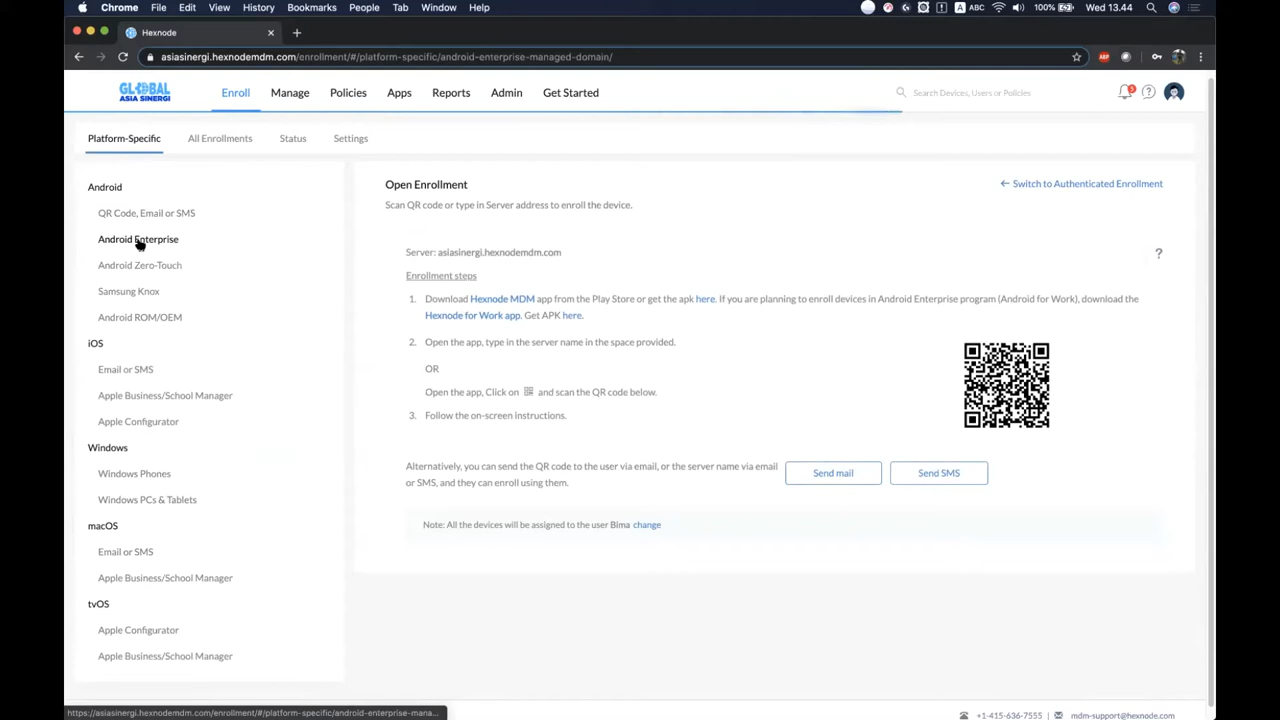 Chrome File Edit View History Bookmarks People Tab Window Help A ABC 100% Wed 13.44
Hexnode
asiasinergi.hexnodemdm.com/enrollment/#/platform-specific/android-enterprise-managed-domain/
GLOBAL
ASIA SINERGI
Enroll Manage Policies Apps Reports Admin Get Started Search Devices, Users or Policies
Platform-Specific All Enrollments Status Settings
Android
QR Code, Email or SMS
Android Enterprise
Android Zero-Touch
Samsung Knox
Android ROM/OEM
iOS
Email or SMS
Apple Business/School Manager
Apple Configurator
Windows
Windows Phones
Windows PCs & Tablets
macOS
Email or SMS
Apple Business/School Manager
tvOS
Apple Configurator
Apple Business/School Manager
Open Enrollment
← Switch to Authenticated Enrollment
Scan QR code or type in Server address to enroll the device.
Server: asiasinergi.hexnodemdm.com ?
Enrollment steps
1. Download Hexnode MDM app from the Play Store or get the apk here. If you are planning to enroll devices in Android Enterprise program (Android for Work), download the
Hexnode for Work app. Get APK here.
2. Open the app, type in the server name in the space provided.
OR
Open the app, Click on and scan the QR code below.
3. Follow the on-screen instructions.
Alternatively, you can send the QR code to the user via email, or the server name via email
or SMS, and they can enroll using them.
Send mail Send SMS
Note: All the devices will be assigned to the user Bima change
https://asiasinergi.hexnodemdm.com/enrollment/#/platform-specific/android-enterprise-mana...
+1-415-636-7555 mdm-support@hexnode.com